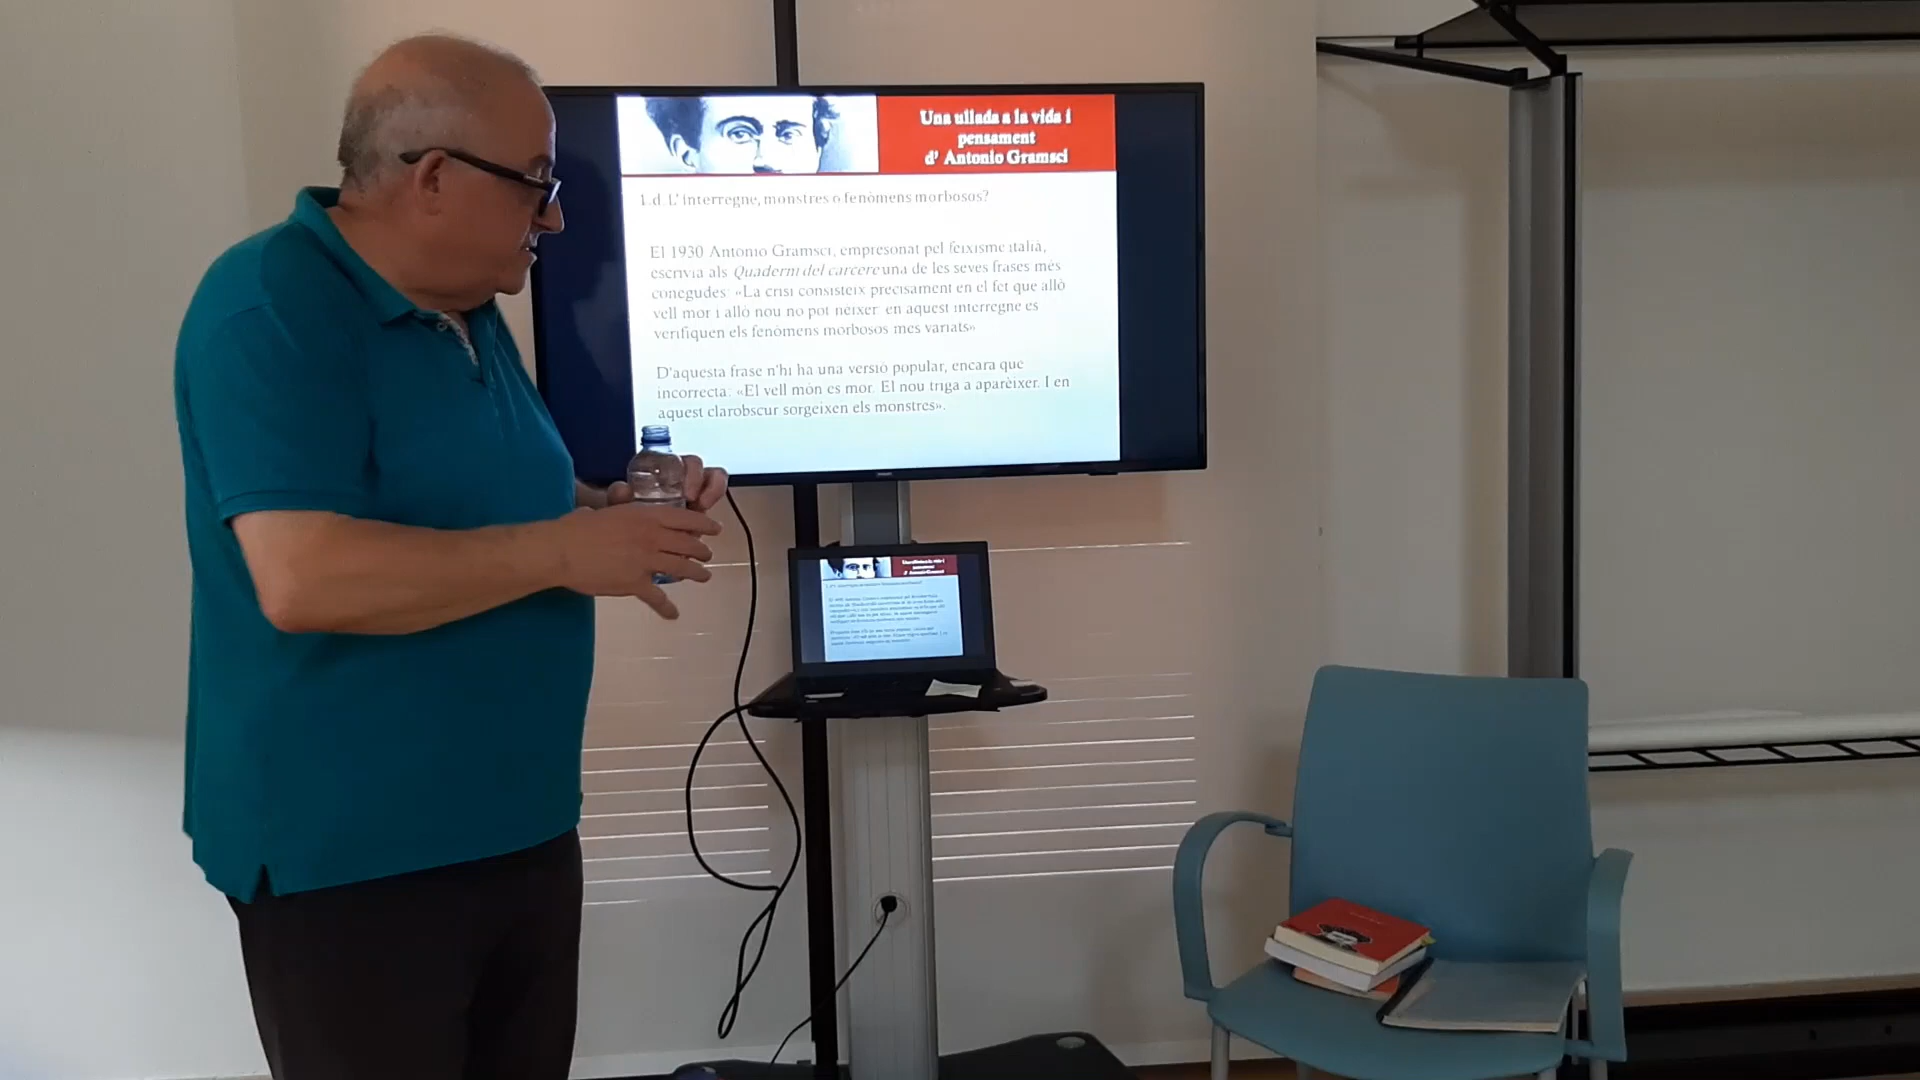 Una ullada a la vida i
pensament
d' Antonio Gramsci
1.d. L' interregne, monstres o fenòmens morbosos?
El 1930 Antonio Gramsci, empresonat pel feixisme italià,
escrivia als Quaderni del carcere una de les seves frases més
conegudes: «La crisi consisteix precisament en el fet que allò
vell mor i allò nou no pot néixer: en aquest interregne es
verifiquen els fenòmens morbosos més variats»
D'aquesta frase n'hi ha una versió popular, encara que
incorrecta: «El vell món es mor. El nou triga a aparèixer. I en
aquest clarobscur sorgeixen els monstres».